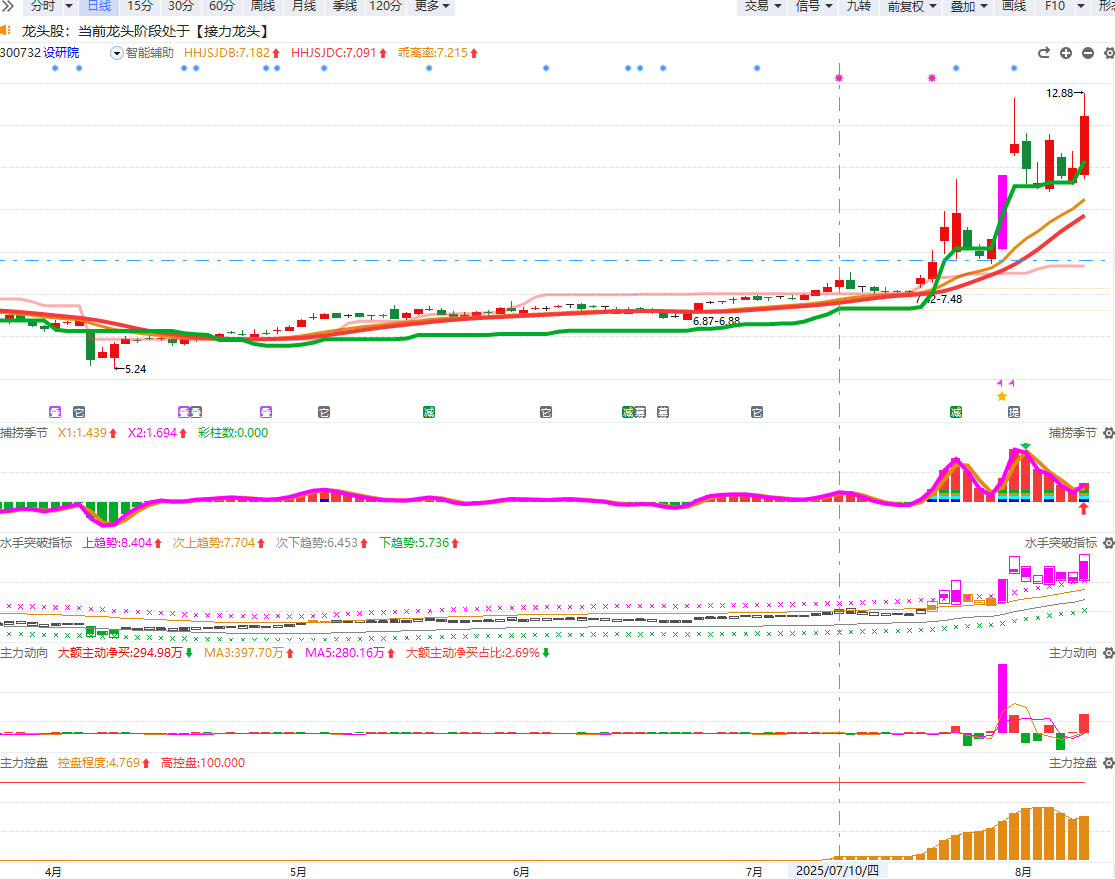 分时 日线 15分 30分 60分 周线 月线 季线 120分 更多 交易 信号 九转 前复权 叠加 画线 F10
龙头股：当前龙头阶段处于【接力龙头】
300732 设研院 智能辅助 HHJSJDB:7.182 HHJSJDC:7.091 乖离率:7.215
12.88
7.48
6.87-6.88
5.24
它 它 减 它 减 它 减 提
捕捞季节 X1:1.439 X2:1.694 彩柱数:0.000 捕捞季节
水手突破指标 上趋势:8.404 次上趋势:7.704 次下趋势:6.453 下趋势:5.736 水手突破指标
主力动向 大额主动净买:294.98万 MA3:397.70万 MA5:280.16万 大额主动净买占比:2.69% 主力动向
主力控盘 控盘程度:4.769 高控盘:100.000 主力控盘
4月 5月 6月 7月 2025/07/10/四 8月